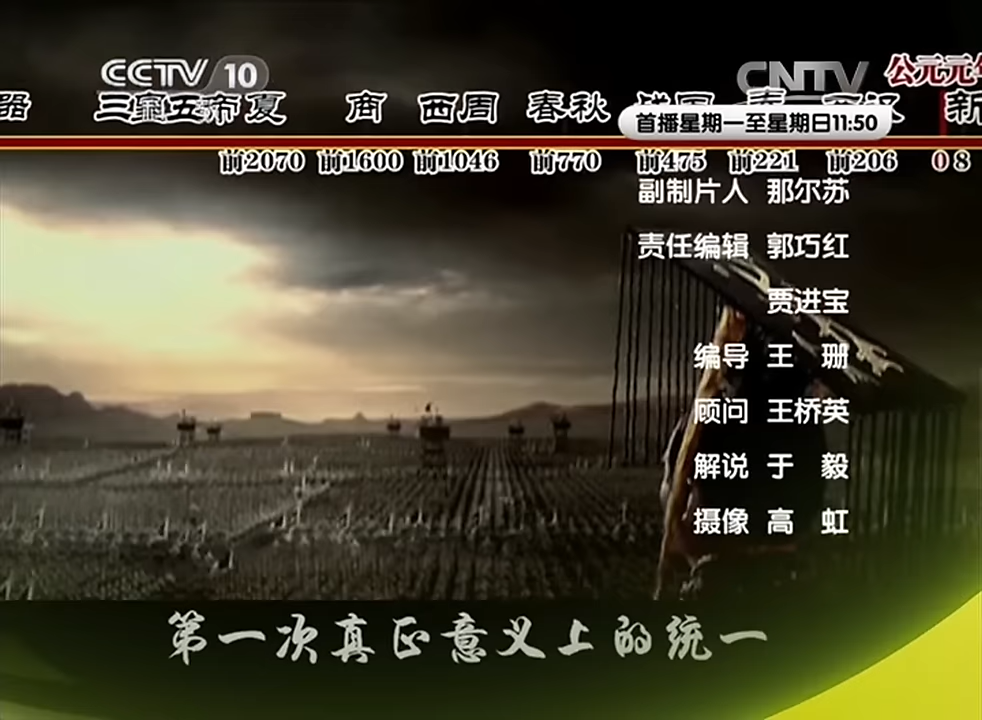 CCTV 10
CNTV
公元元年
器 三皇五帝 夏 商 西周 春秋 战国 秦 西汉 新
首播星期一至星期日11:50
前2070 前1600 前1046 前770 前475 前221 前206 0 8
副制片人 那尔苏
责任编辑 郭巧红
贾进宝
编导 王 珊
顾问 王桥英
解说 于 毅
摄像 高 虹
第一次真正意义上的统一